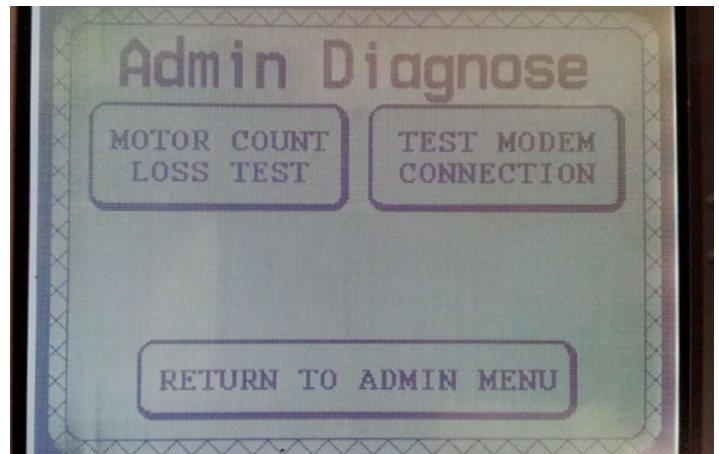 Admin Diagnose
MOTOR COUNT
LOSS TEST
TEST MODEM
CONNECTION
RETURN TO ADMIN MENU